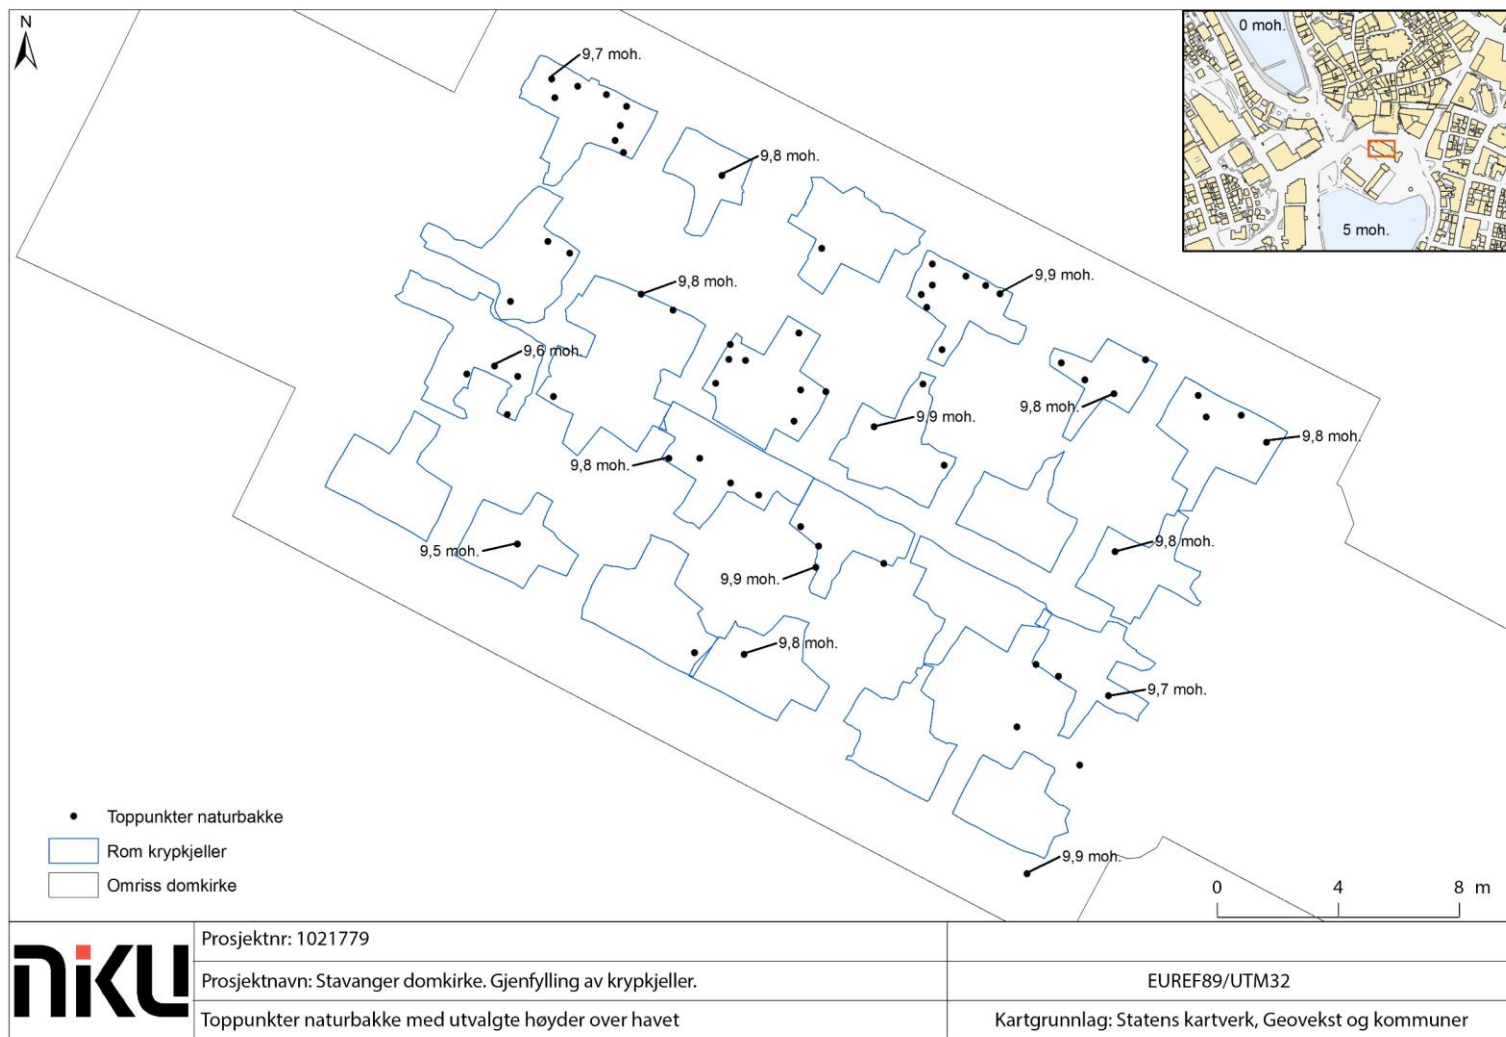 N
0 moh.
5 moh.
9,7 moh.
9,8 moh.
9,9 moh.
9,8 moh.
9,6 moh.
9,8 moh.
9,9 moh.
9,8 moh.
9,8 moh.
9,5 moh.
9,8 moh.
9,9 moh.
9,8 moh.
9,7 moh.
9,9 moh.
Toppunkter naturbakke
Rom krypkjeller
Omriss domkirke
0 4 8 m
niku
Prosjektnr: 1021779
Prosjektnavn: Stavanger domkirke. Gjenfylling av krypkjeller.
EUREF89/UTM32
Toppunkter naturbakke med utvalgte høyder over havet
Kartgrunnlag: Statens kartverk, Geovekst og kommuner